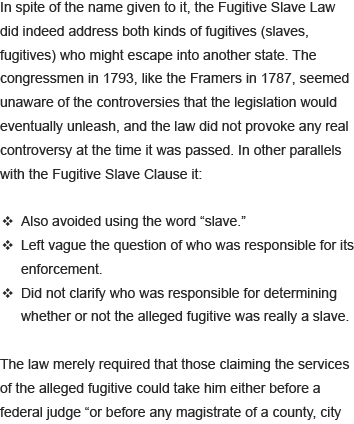 In spite of the name given to it, the Fugitive Slave Law
did indeed address both kinds of fugitives (slaves,
fugitives) who might escape into another state. The
congressmen in 1793, like the Framers in 1787, seemed
unaware of the controversies that the legislation would
eventually unleash, and the law did not provoke any real
controversy at the time it was passed. In other parallels
with the Fugitive Slave Clause it:
❖ Also avoided using the word “slave.”
❖ Left vague the question of who was responsible for its
enforcement.
❖ Did not clarify who was responsible for determining
whether or not the alleged fugitive was really a slave.
The law merely required that those claiming the services
of the alleged fugitive could take him either before a
federal judge “or before any magistrate of a county, city